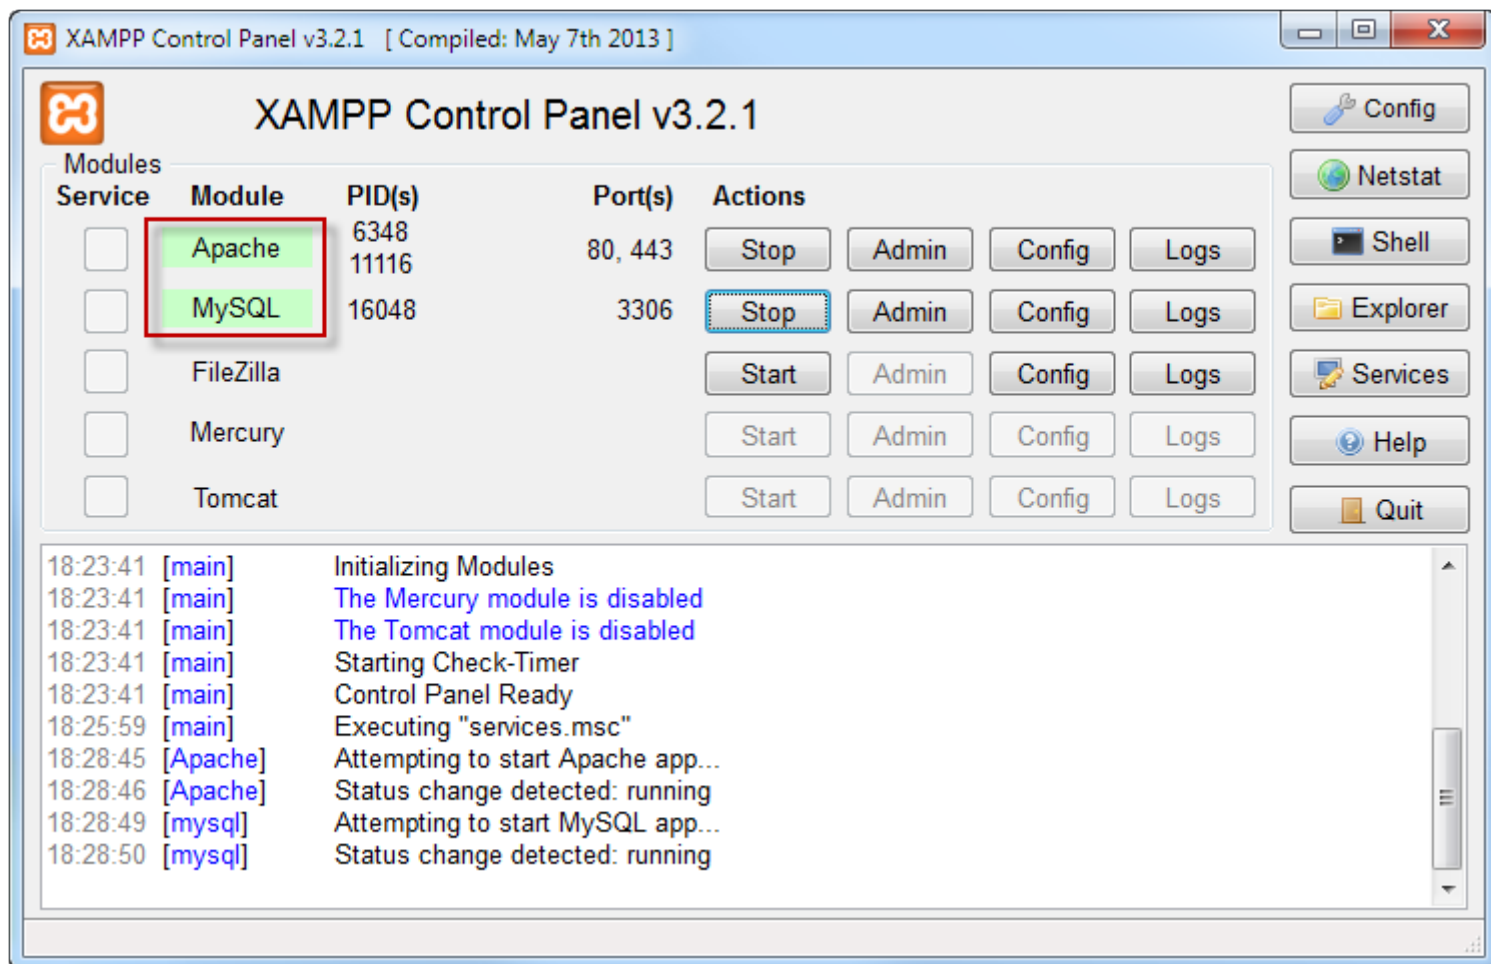 XAMPP Control Panel v3.2.1 [ Compiled: May 7th 2013 ]
XAMPP Control Panel v3.2.1
Config
Modules
Service Module PID(s) Port(s) Actions
Netstat
Apache 6348 11116 80, 443 Stop Admin Config Logs
Shell
MySQL 16048 3306 Stop Admin Config Logs
Explorer
FileZilla Start Admin Config Logs
Services
Mercury Start Admin Config Logs
Help
Tomcat Start Admin Config Logs
Quit
18:23:41 [main] Initializing Modules
18:23:41 [main] The Mercury module is disabled
18:23:41 [main] The Tomcat module is disabled
18:23:41 [main] Starting Check-Timer
18:23:41 [main] Control Panel Ready
18:25:59 [main] Executing "services.msc"
18:28:45 [Apache] Attempting to start Apache app...
18:28:46 [Apache] Status change detected: running
18:28:49 [mysql] Attempting to start MySQL app...
18:28:50 [mysql] Status change detected: running